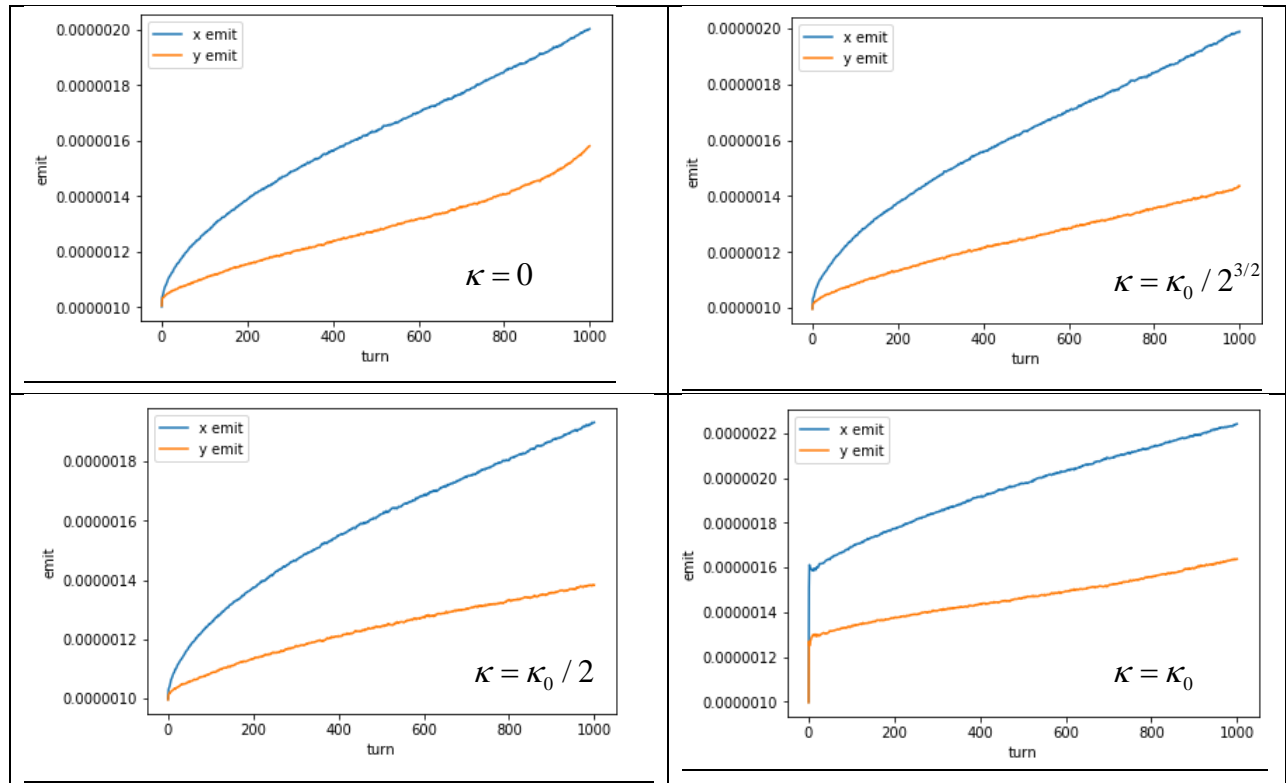 0.0000020
0.0000018
0.0000016
0.0000014
0.0000012
0.0000010
emit
x emit
y emit
κ = 0
0 200 400 600 800 1000
turn
0.0000020
0.0000018
0.0000016
0.0000014
0.0000012
0.0000010
emit
x emit
y emit
κ = κ₀ / 2^{3/2}
0 200 400 600 800 1000
turn
0.0000018
0.0000016
0.0000014
0.0000012
0.0000010
emit
x emit
y emit
κ = κ₀ / 2
0 200 400 600 800 1000
turn
0.0000022
0.0000020
0.0000018
0.0000016
0.0000014
0.0000012
0.0000010
emit
x emit
y emit
κ = κ₀
0 200 400 600 800 1000
turn